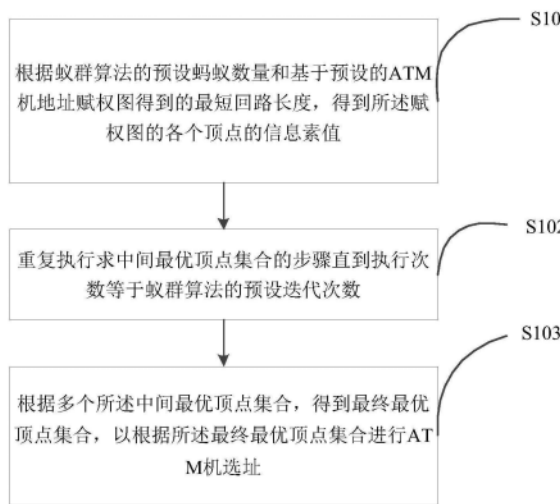 S10
根据蚁群算法的预设蚂蚁数量和基于预设的ATM
机地址赋权图得到的最短回路长度，得到所述赋
权图的各个顶点的信息素值
S102
重复执行求中间最优顶点集合的步骤直到执行次
数等于蚁群算法的预设迭代次数
S103
根据多个所述中间最优顶点集合，得到最终最优
顶点集合，以根据所述最终最优顶点集合进行AT
M机选址